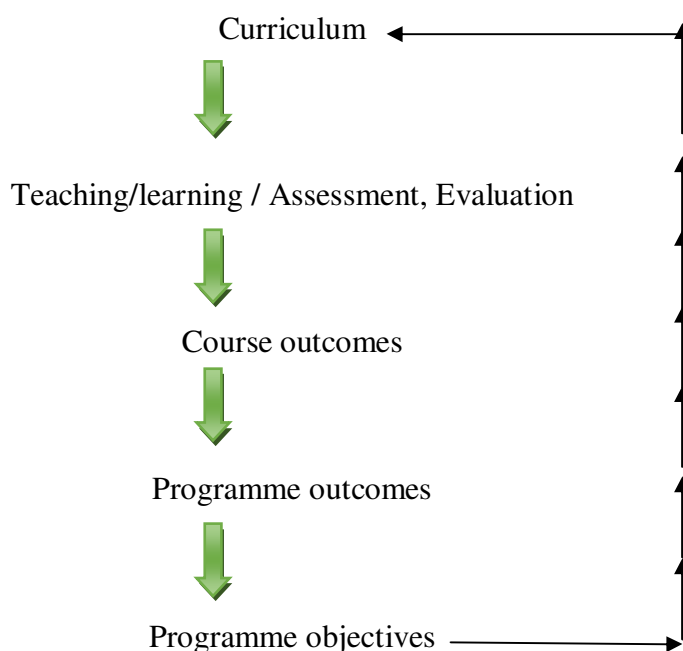 Curriculum
Teaching/learning / Assessment, Evaluation
Course outcomes
Programme outcomes
Programme objectives